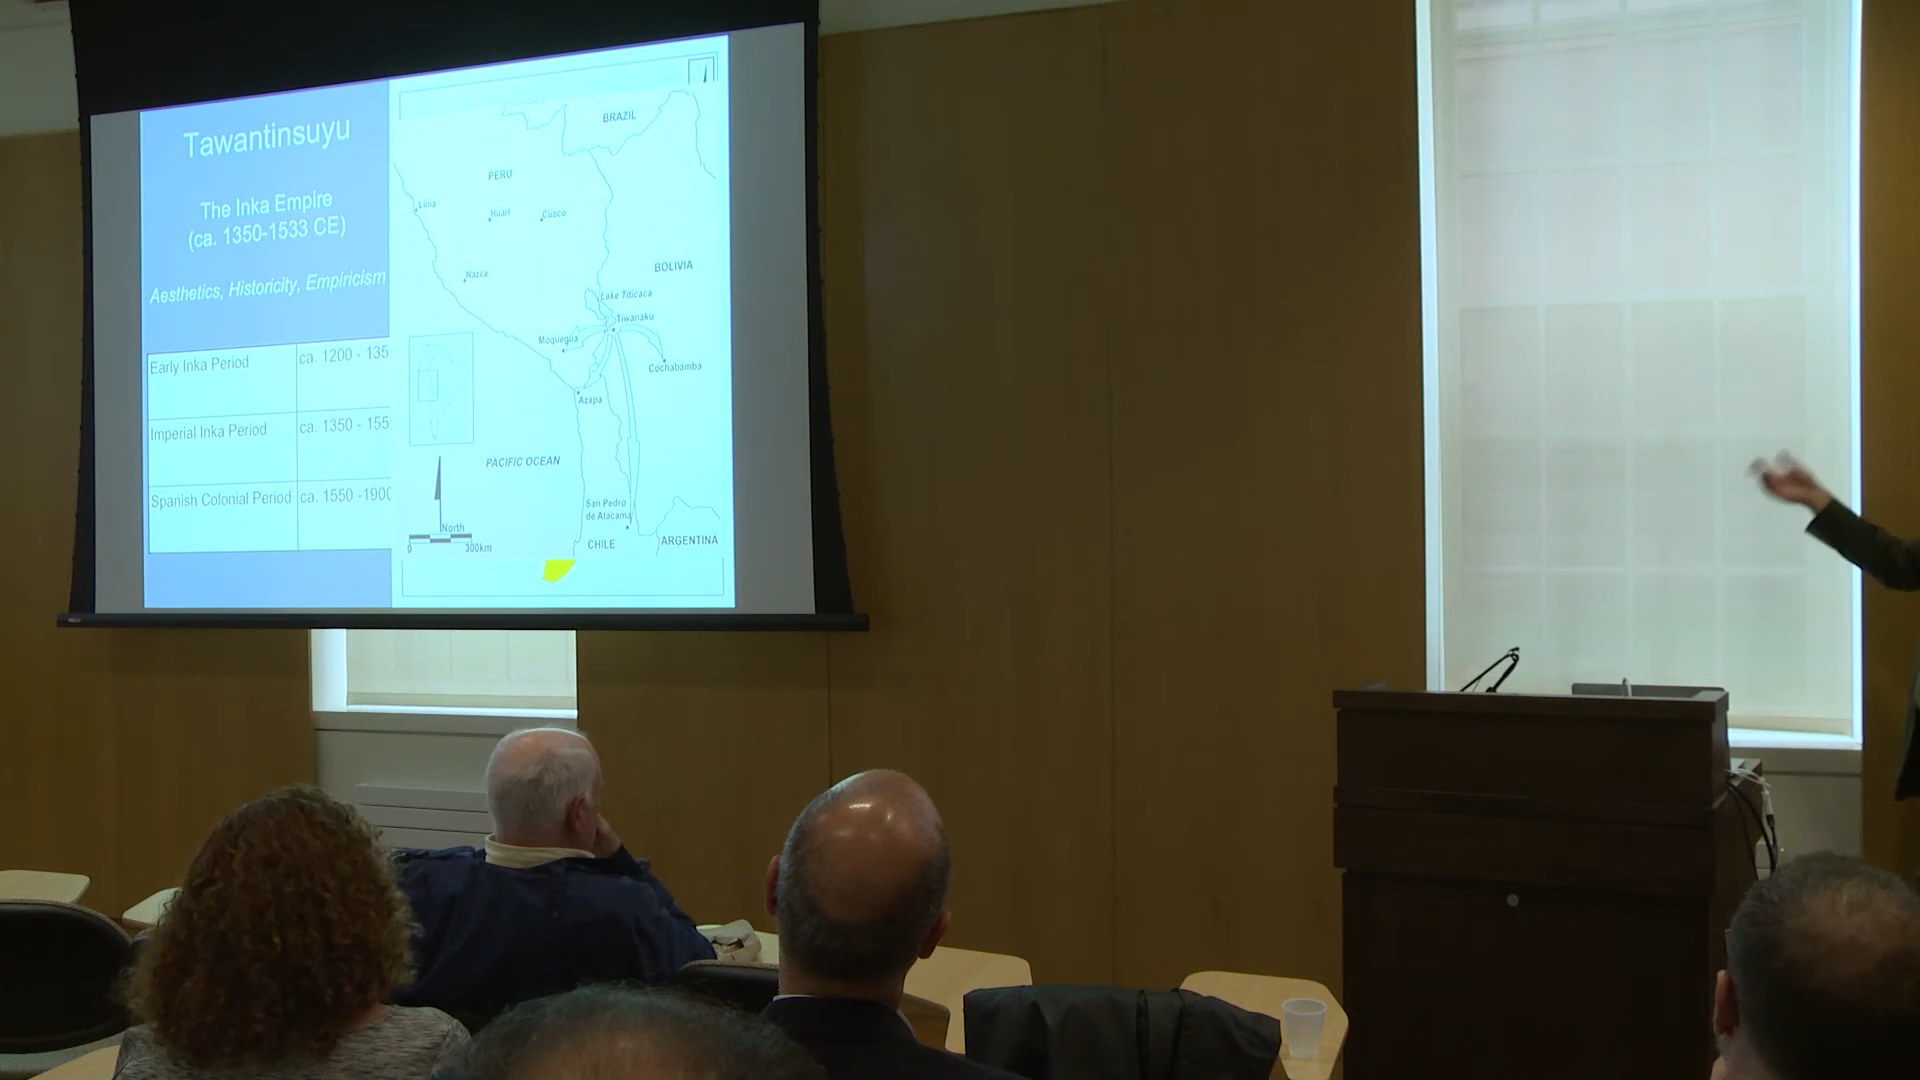 Tawantinsuyu
The Inka Empire
(ca. 1350-1533 CE)
Aesthetics, Historicity, Empiricism
Early Inka Period ca. 1200 - 135
Imperial Inka Period ca. 1350 - 155
Spanish Colonial Period ca. 1550 -1900
BRAZIL
PERU
Lima
Huari
Cuzco
BOLIVIA
Nazca
Lake Titicaca
Tiwanaku
Moquegua
Cochabamba
Azapa
PACIFIC OCEAN
San Pedro
de Atacama
North
0 300km
CHILE
ARGENTINA